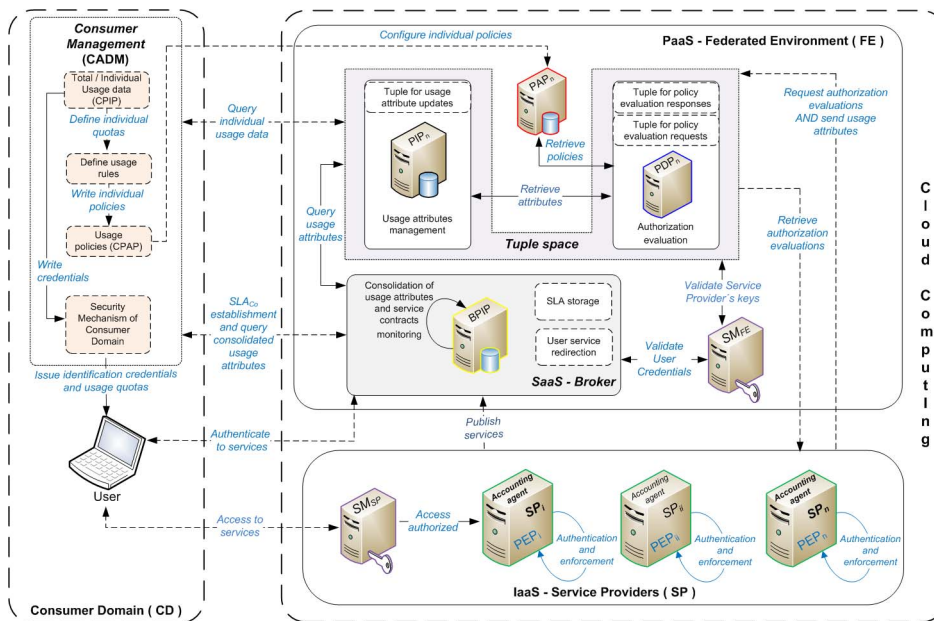 Consumer
Management
(CADM)
Total / Individual
Usage data
(CPIP)
Define individual
quotas
Define usage
rules
Write individual
policies
Usage
policies (CPAP)
Write
credentials
Security
Mechanism of
Consumer
Domain
Issue identification credentials
and usage quotas
User
Consumer Domain ( CD )
Configure individual policies
Query
individual
usage data
Query
usage
attributes
SLACo
establishment
and query
consolidated
usage
attributes
Authenticate
to services
Access to
services
PaaS - Federated Environment ( FE )
Tuple for usage
attribute updates
PIPn
Usage attributes
management
PAPn
Retrieve
policies
Retrieve
attributes
Tuple for policy
evaluation responses
Tuple for policy
evaluation requests
PDPn
Authorization
evaluation
Tuple space
Request authorization
evaluations
AND send usage
attributes
Retrieve
authorization
evaluations
Consolidation of
usage attributes
and service
contracts
monitoring
BPIP
SLA storage
User service
redirection
SaaS - Broker
Validate Service
Provider´s keys
SMFE
Validate
User
Credentials
Publish
services
Cloud Computing
SMSP
Access
authorized
Accounting
agent
SPi
PEPi
Authentication
and
enforcement
Accounting
agent
SPii
PEPii
Authentication
and
enforcement
Accounting
agent
SPn
PEPn
Authentication
and
enforcement
IaaS - Service Providers ( SP )